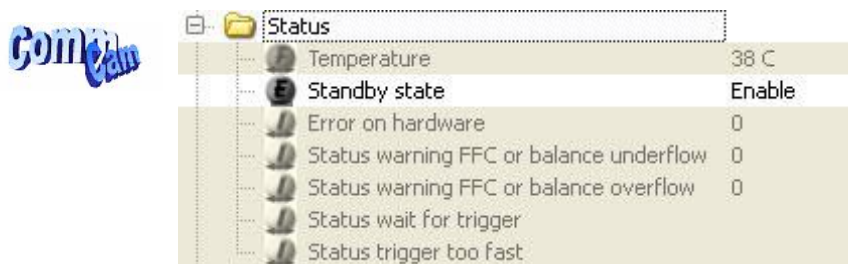 CommCam
Status
Temperature 38 C
Standby state Enable
Error on hardware 0
Status warning FFC or balance underflow 0
Status warning FFC or balance overflow 0
Status wait for trigger
Status trigger too fast